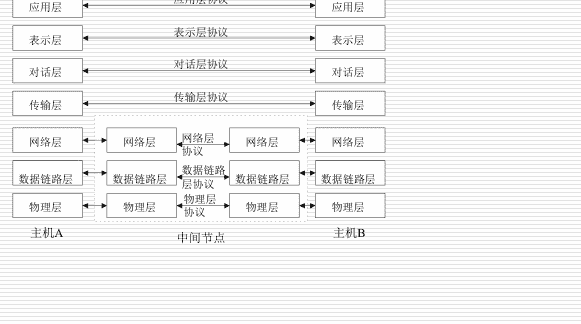 应用层 应用层协议 应用层
表示层 表示层协议 表示层
对话层 对话层协议 对话层
传输层 传输层协议 传输层
网络层 网络层 网络层
协议 网络层 网络层
数据链路层 数据链路层 数据链路
层协议 数据链路层 数据链路层
物理层 物理层 物理层
协议 物理层 物理层
主机A 中间节点 主机B